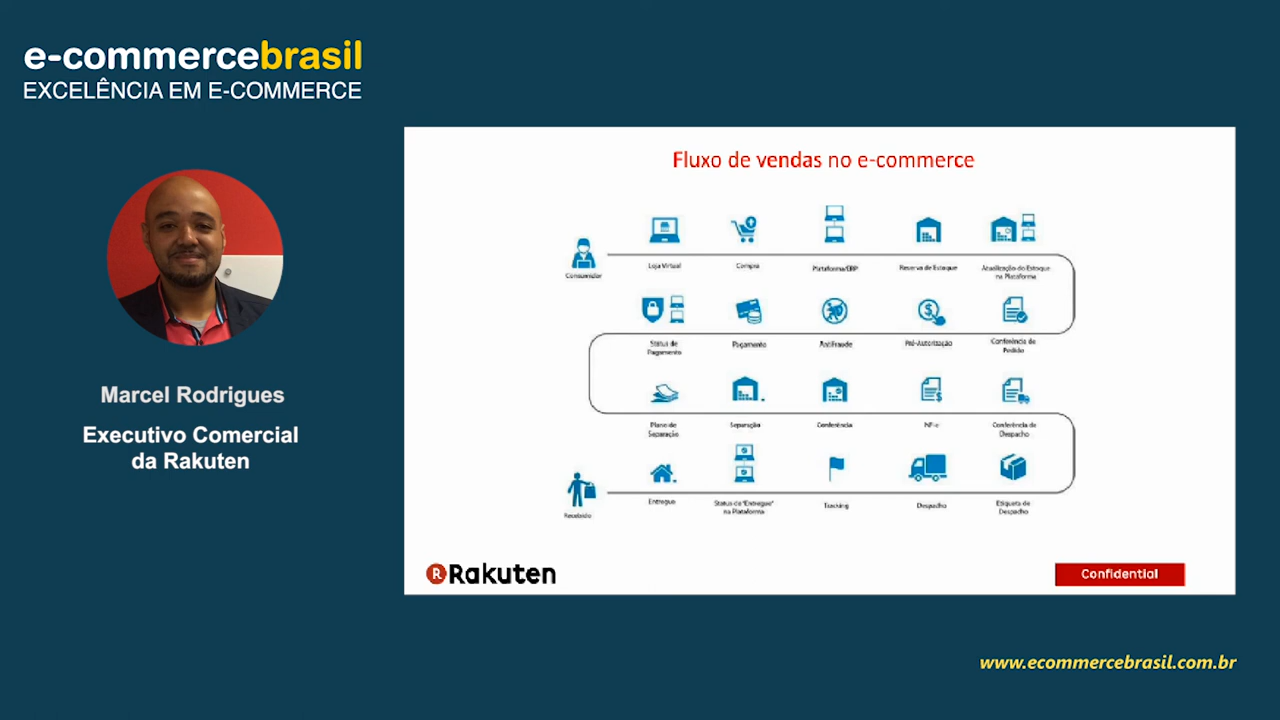 e-commercebrasil
EXCELÊNCIA EM E-COMMERCE
Marcel Rodrigues
Executivo Comercial
da Rakuten
Fluxo de vendas no e-commerce
Consumidor
Loja Virtual
Compra
Plataforma/ERP
Reserva de Estoque
Atualização do Estoque
na Plataforma
Status de
Pagamento
Pagamento
Antifraude
Pré-Autorização
Conferência de
Pedido
Plano de
Separação
Separação
Conferência
NF-e
Conferência de
Despacho
Recebido
Entregue
Status de "Entregue"
na Plataforma
Tracking
Despacho
Etiqueta de
Despacho
R Rakuten
Confidential
www.ecommercebrasil.com.br